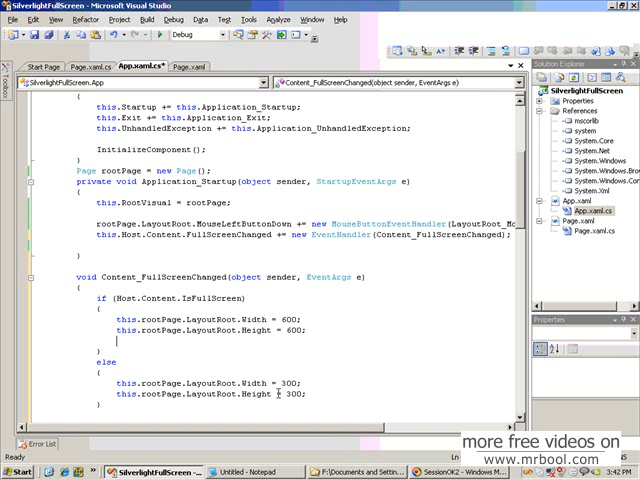 SilverlightFullScreen - Microsoft Visual Studio
File Edit View Refactor Project Build Debug Data Test Tools Analyze Window Help
Debug
Start Page Page.xaml.cs App.xaml.cs* Page.xaml
SilverlightFullScreen.App Content_FullScreenChanged(object sender, EventArgs e)
Toolbox
{
this.Startup += this.Application_Startup;
this.Exit += this.Application_Exit;
this.UnhandledException += this.Application_UnhandledException;
InitializeComponent();
}
Page rootPage = new Page();
private void Application_Startup(object sender, StartupEventArgs e)
{
this.RootVisual = rootPage;
rootPage.LayoutRoot.MouseLeftButtonDown += new MouseButtonEventHandler(LayoutRoot_Mo
this.Host.Content.FullScreenChanged += new EventHandler(Content_FullScreenChanged);
}
void Content_FullScreenChanged(object sender, EventArgs e)
{
if (Host.Content.IsFullScreen)
{
this.rootPage.LayoutRoot.Width = 600;
this.rootPage.LayoutRoot.Height = 600;
}
else
{
this.rootPage.LayoutRoot.Width = 300;
this.rootPage.LayoutRoot.Height = 300;
}
Solution Explorer
SilverlightFullScreen
Properties
References
mscorlib
system
System.Core
System.Net
System.Windows
System.Windows.Brow
System.Xml
App.xaml
App.xaml.cs
Page.xaml
Page.xaml.cs
Properties
Error List
Ready
Ln
INS
more free videos on
www.mrbool.com
Start
SilverlightFullScreen -...
Untitled - Notepad
F:\Documents and Settin...
SessionOK2 - Windows M...
3:42 PM